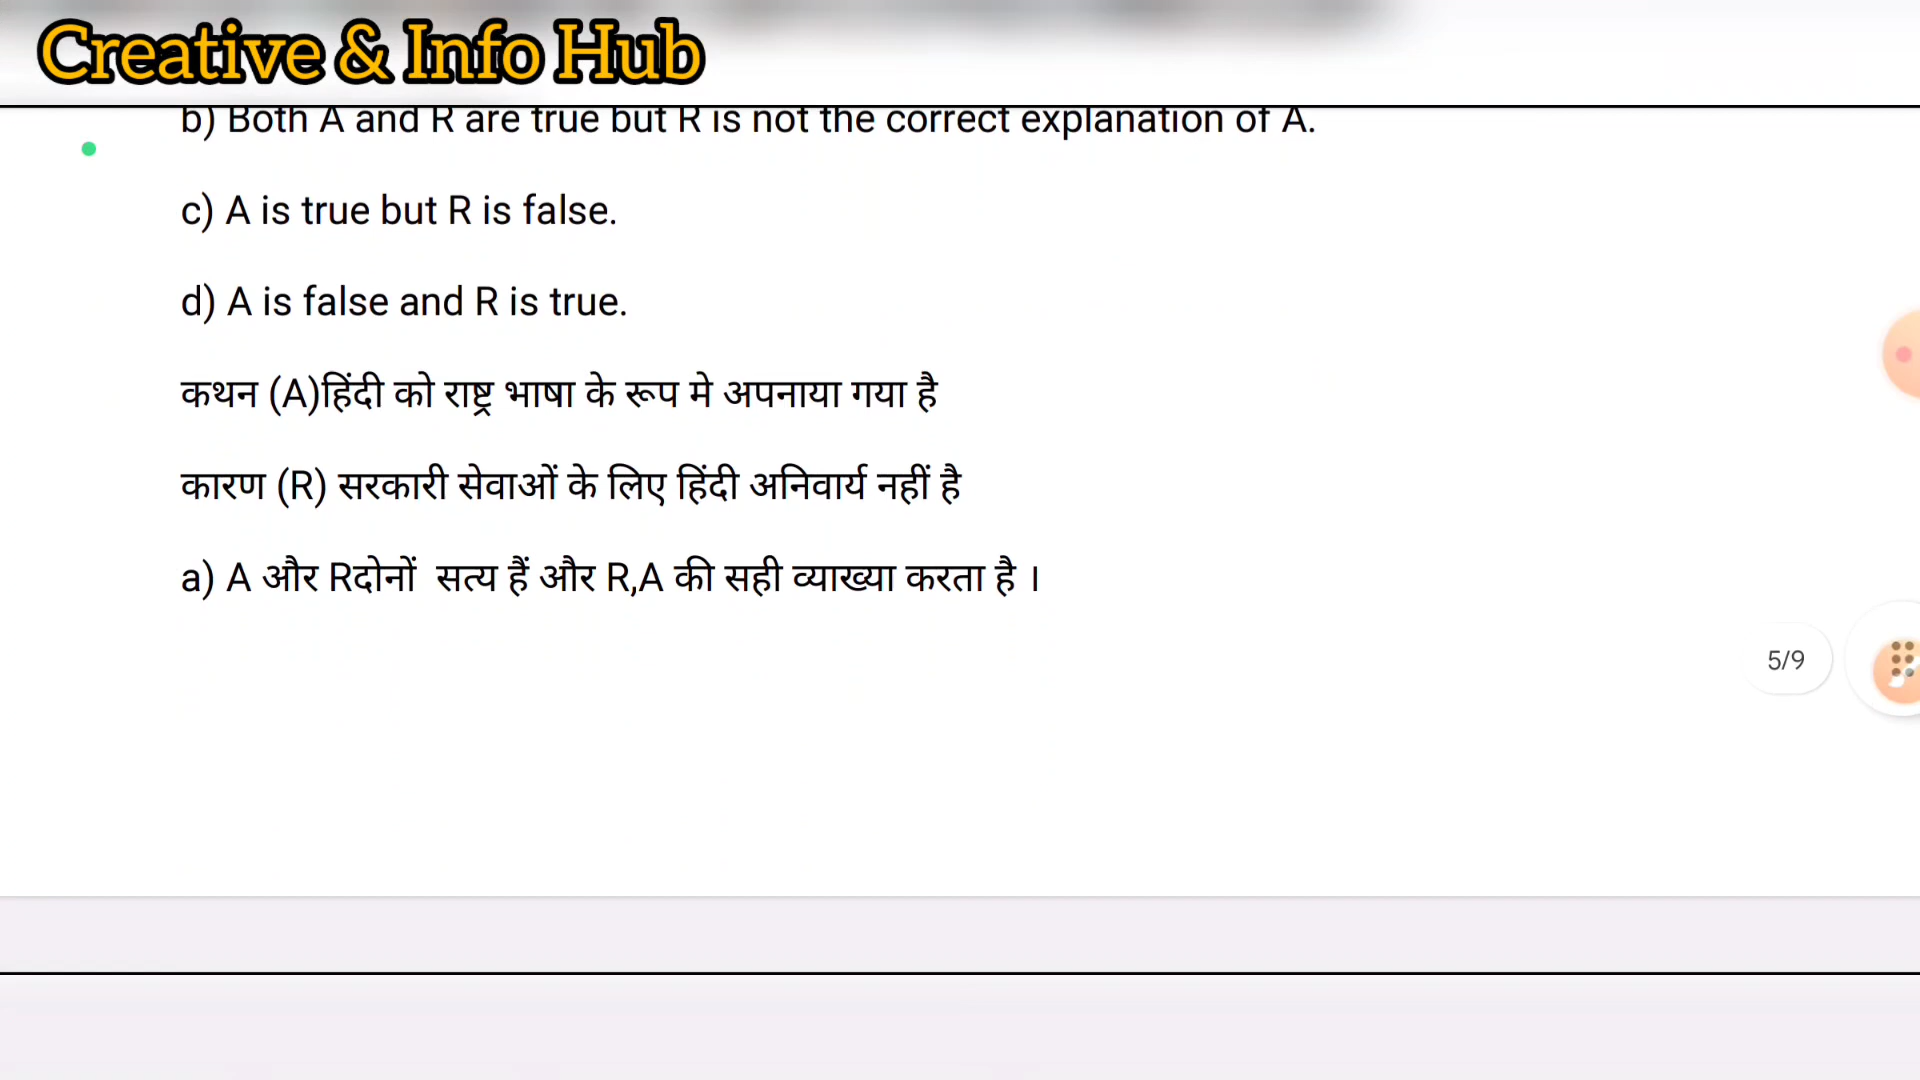 Creative & Info Hub
b) Both A and R are true but R is not the correct explanation of A.
c) A is true but R is false.
d) A is false and R is true.
कथन (A)हिंदी को राष्ट्र भाषा के रूप मे अपनाया गया है
कारण (R) सरकारी सेवाओं के लिए हिंदी अनिवार्य नहीं है
a) A और Rदोनों  सत्य हैं और R,A की सही व्याख्या करता है ।
5/9